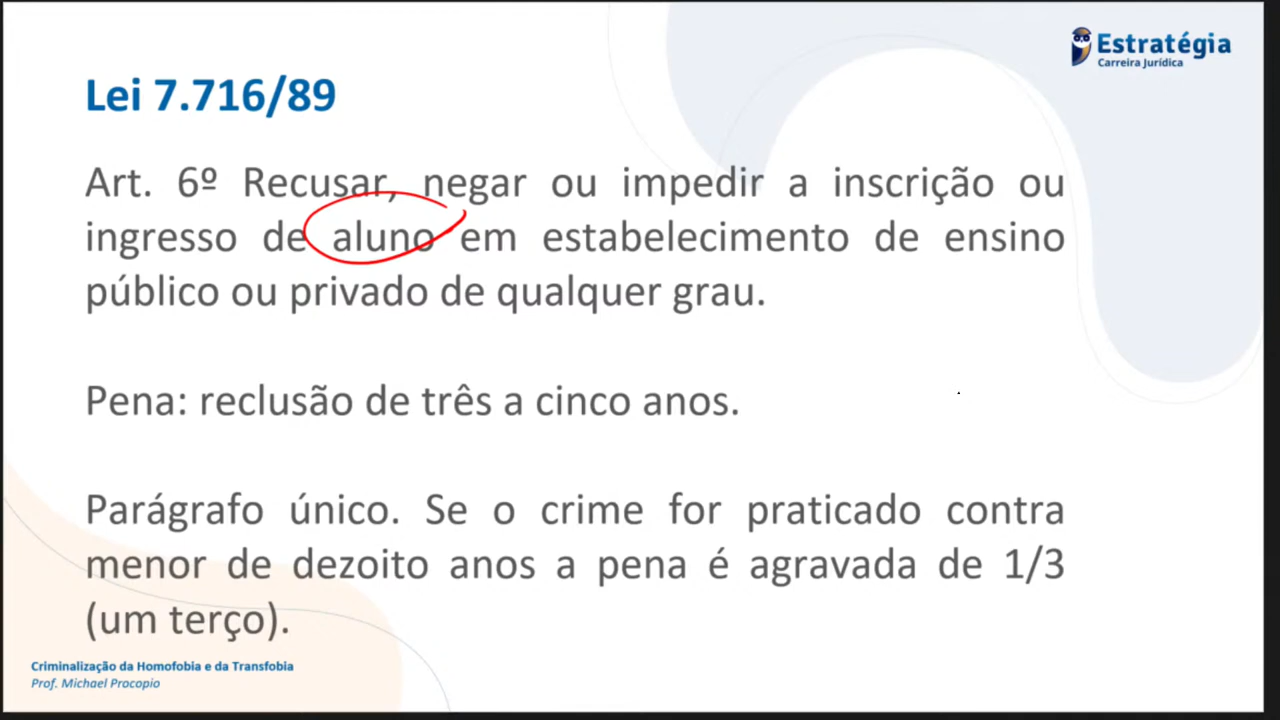 Estratégia
Carreira Jurídica
Lei 7.716/89
Art. 6º Recusar, negar ou impedir a inscrição ou
ingresso de aluno em estabelecimento de ensino
público ou privado de qualquer grau.
Pena: reclusão de três a cinco anos.
Parágrafo único. Se o crime for praticado contra
menor de dezoito anos a pena é agravada de 1/3
(um terço).
Criminalização da Homofobia e da Transfobia
Prof. Michael Procopio